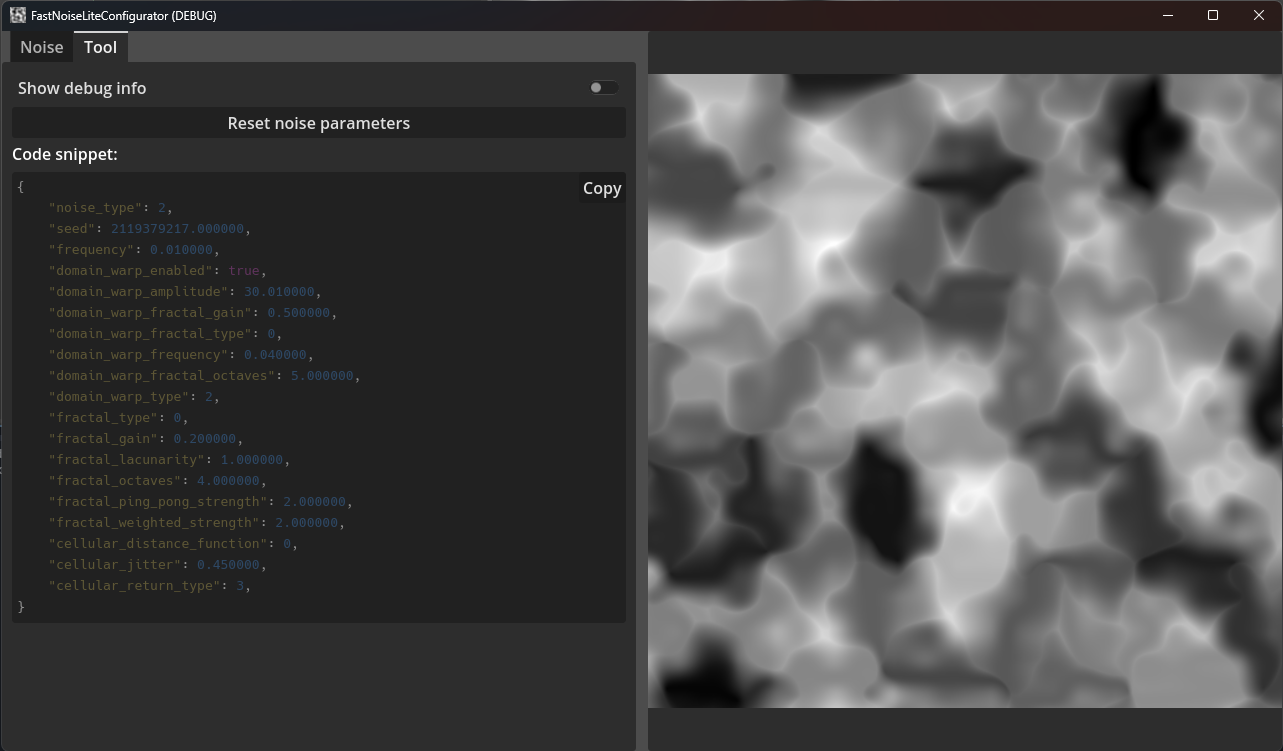 FastNoiseLiteConfigurator (DEBUG)
Noise Tool
Show debug info
Reset noise parameters
Code snippet:
Copy
{
    "noise_type": 2,
    "seed": 2119379217.000000,
    "frequency": 0.010000,
    "domain_warp_enabled": true,
    "domain_warp_amplitude": 30.010000,
    "domain_warp_fractal_gain": 0.500000,
    "domain_warp_fractal_type": 0,
    "domain_warp_frequency": 0.040000,
    "domain_warp_fractal_octaves": 5.000000,
    "domain_warp_type": 2,
    "fractal_type": 0,
    "fractal_gain": 0.200000,
    "fractal_lacunarity": 1.000000,
    "fractal_octaves": 4.000000,
    "fractal_ping_pong_strength": 2.000000,
    "fractal_weighted_strength": 2.000000,
    "cellular_distance_function": 0,
    "cellular_jitter": 0.450000,
    "cellular_return_type": 3,
}